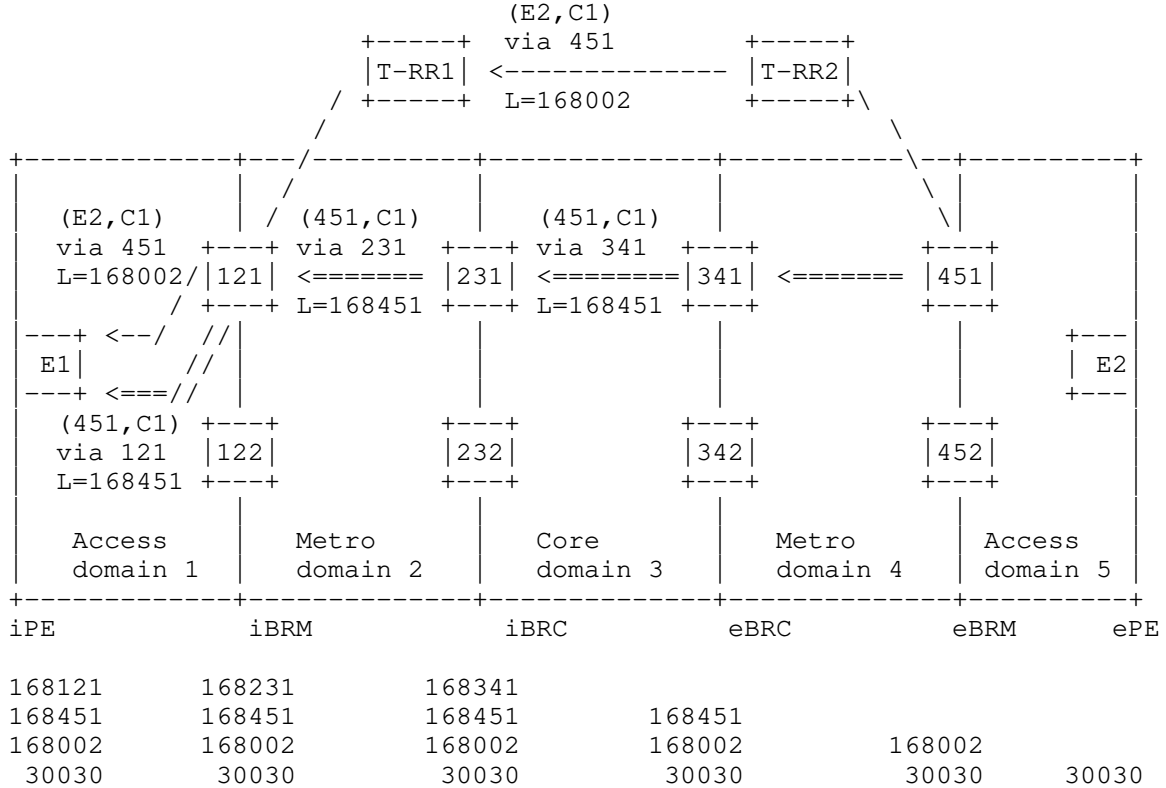 (E2,C1)
via 451
T-RR1 <-------------- T-RR2
L=168002
(E2,C1) (451,C1) (451,C1)
via 451 via 231 via 341
L=168002 121 <======= 231 <======== 341 <======= 451
L=168451 L=168451
<--/
E1 E2
<===//
(451,C1)
via 121 122 232 342 452
L=168451
Access Metro Core Metro Access
domain 1 domain 2 domain 3 domain 4 domain 5
iPE iBRM iBRC eBRC eBRM ePE
168121 168231 168341
168451 168451 168451 168451
168002 168002 168002 168002 168002
30030 30030 30030 30030 30030 30030